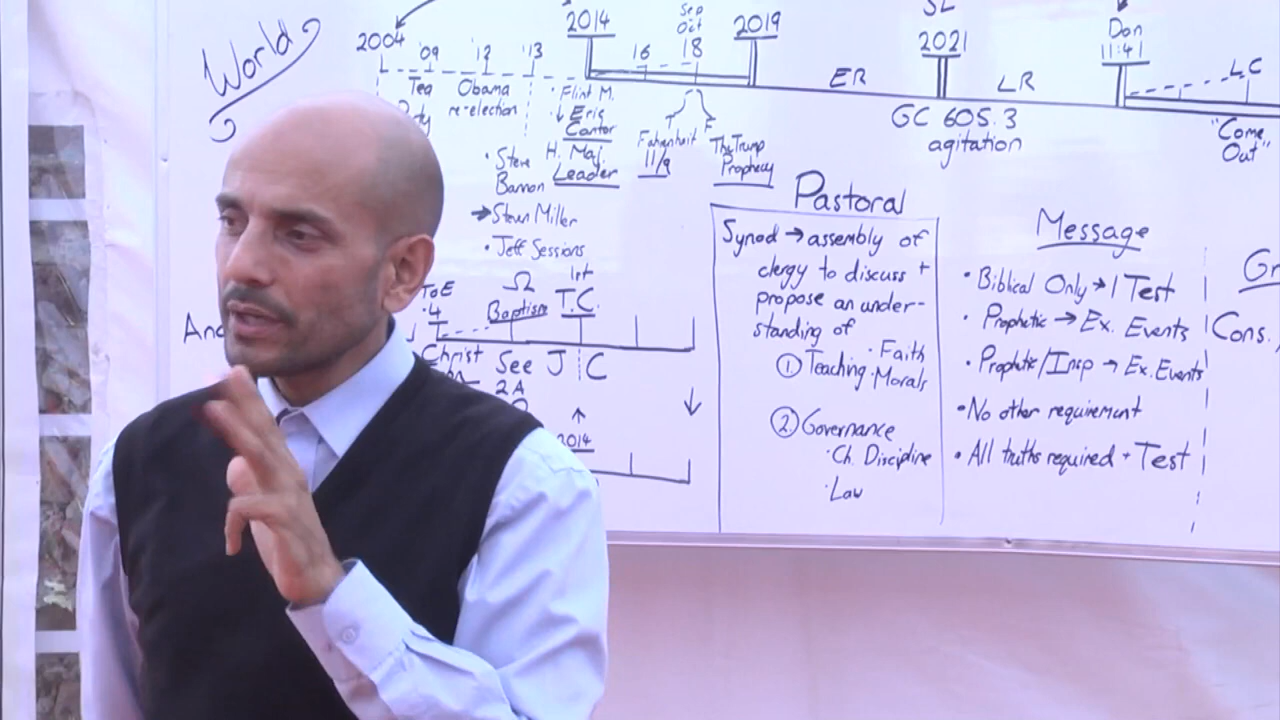 World
2004
'09
'12
'13
2014
16
Sep
Oct
18
2019
SL
2021
Dan
11:41
Tea
Obama
re-election
· Flint M.
↓ Eric
Cantor
H. Maj.
Leader
T
F
Fahrenheit
11/9
The Trump
Prophecy
ER
LR
GC 605.3
agitation
L.C
"Come
Out"
· Steve
Bannon
→ Steven Miller
· Jeff Sessions
ToE
Ω
Baptism
1st
T.C.
Christ
See J C
2A
2014
Pastoral
Synod → assembly of
clergy to discuss +
propose an under-
standing of
① Teaching · Faith
· Morals
② Governance
· Ch. Discipline
· Law
Message
· Biblical Only → 1 Test
· Prophetic → Ex. Events
· Prophetic/Insp → Ex. Events
· No other requirement
· All truths required + Test
Cons.